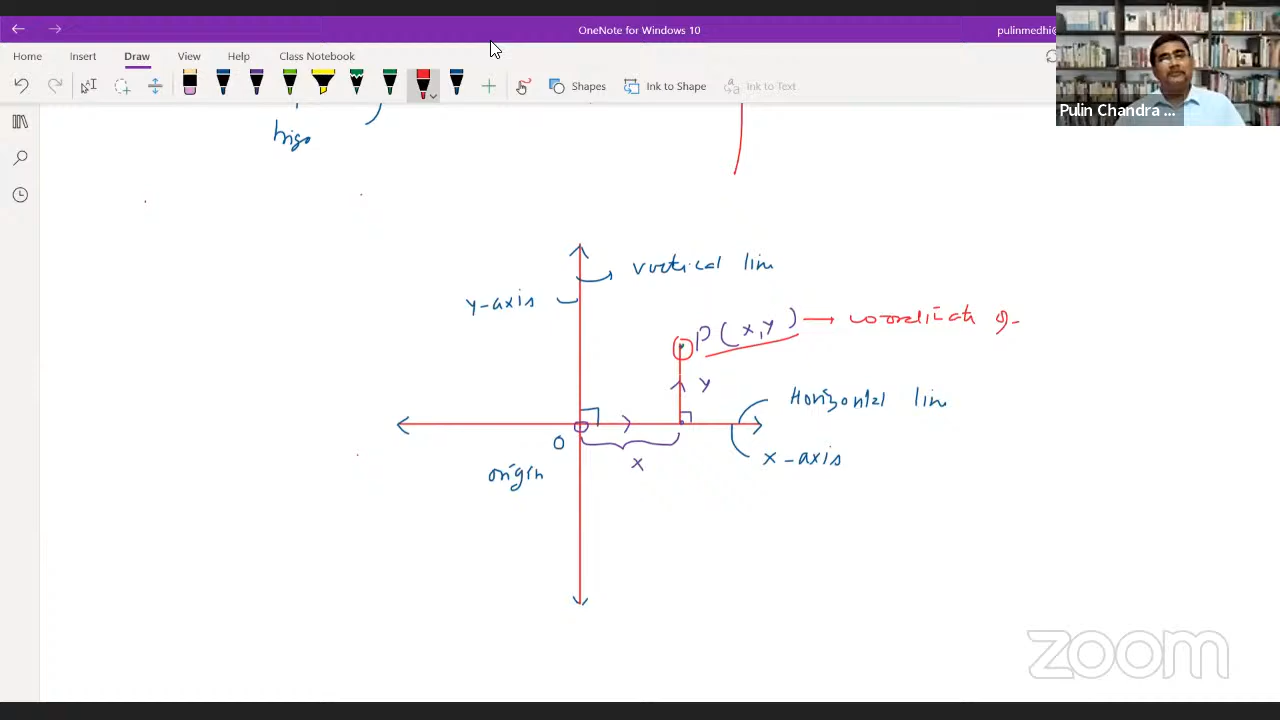 OneNote for Windows 10
pulinmedhi@
Home Insert Draw View Help Class Notebook
Shapes Ink to Shape Ink to Text
Pulin Chandra ...
vertical line
y-axis
P(x,y) → coordinate
y
Horizontal line
O
x
x-axis
origin
zoom